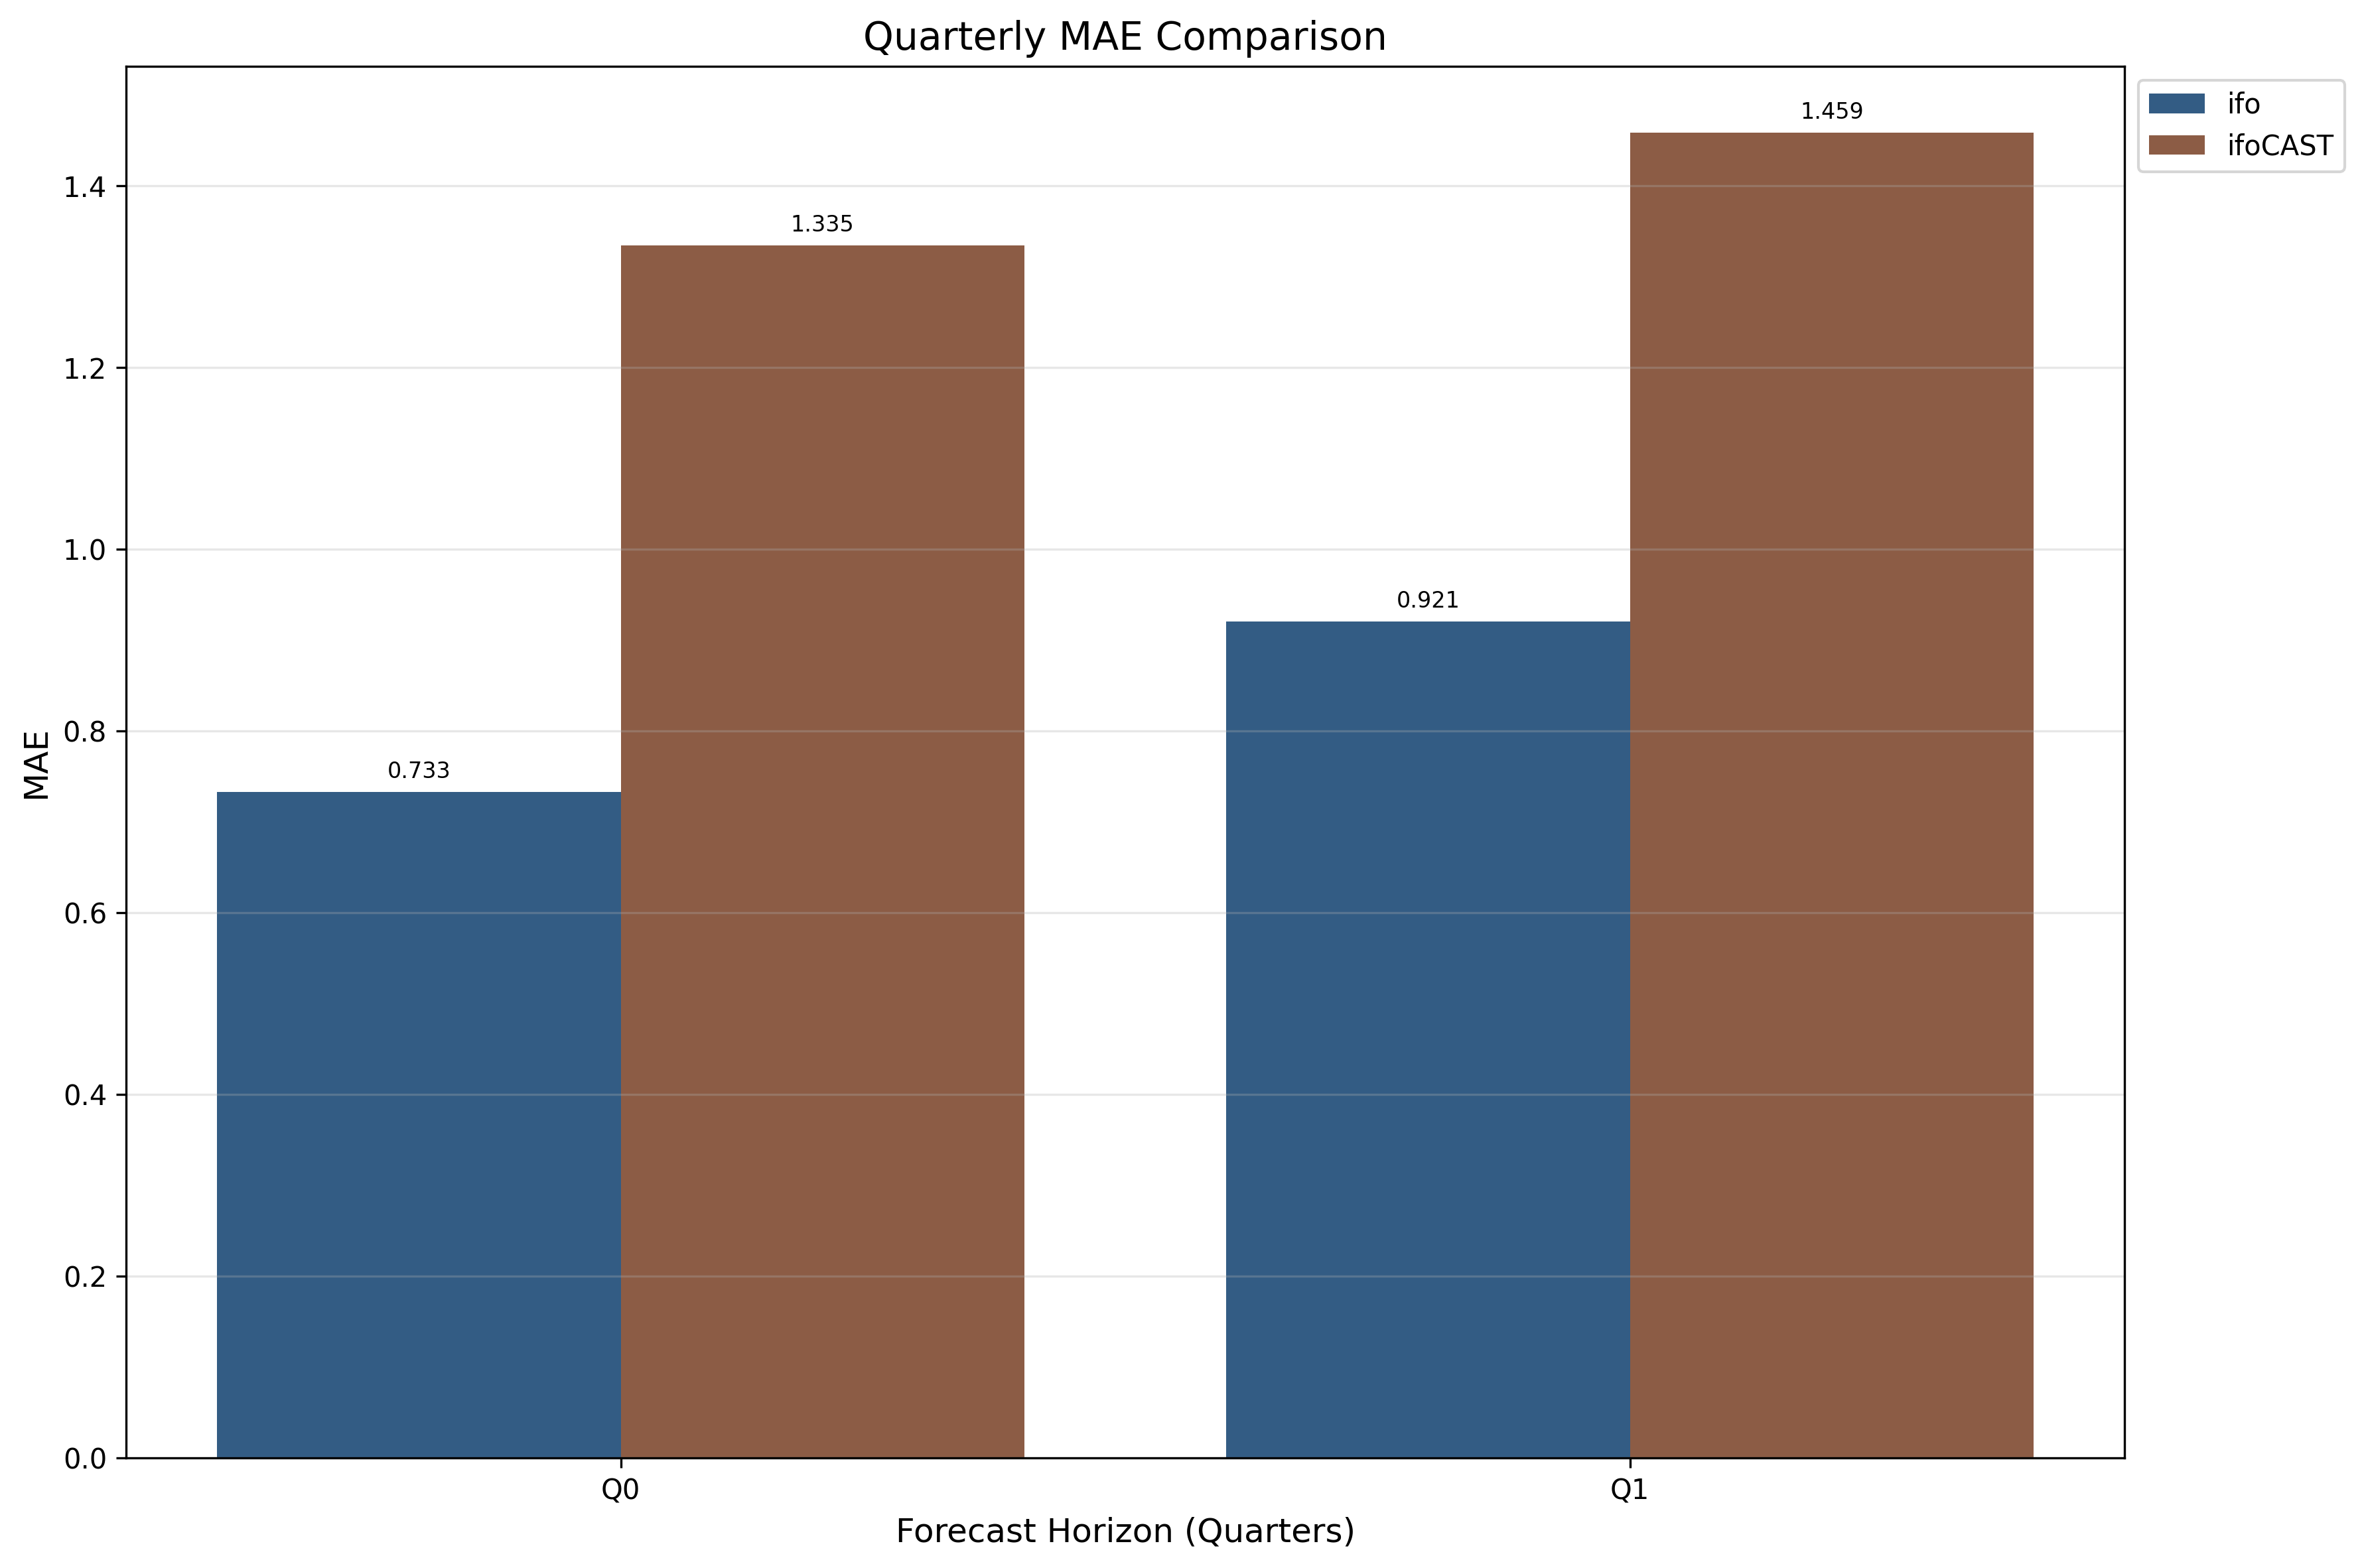 Quarterly MAE Comparison
ifo
ifoCAST
MAE
1.4
1.2
1.0
0.8
0.6
0.4
0.2
0.0
0.733
1.335
0.921
1.459
Q0
Q1
Forecast Horizon (Quarters)